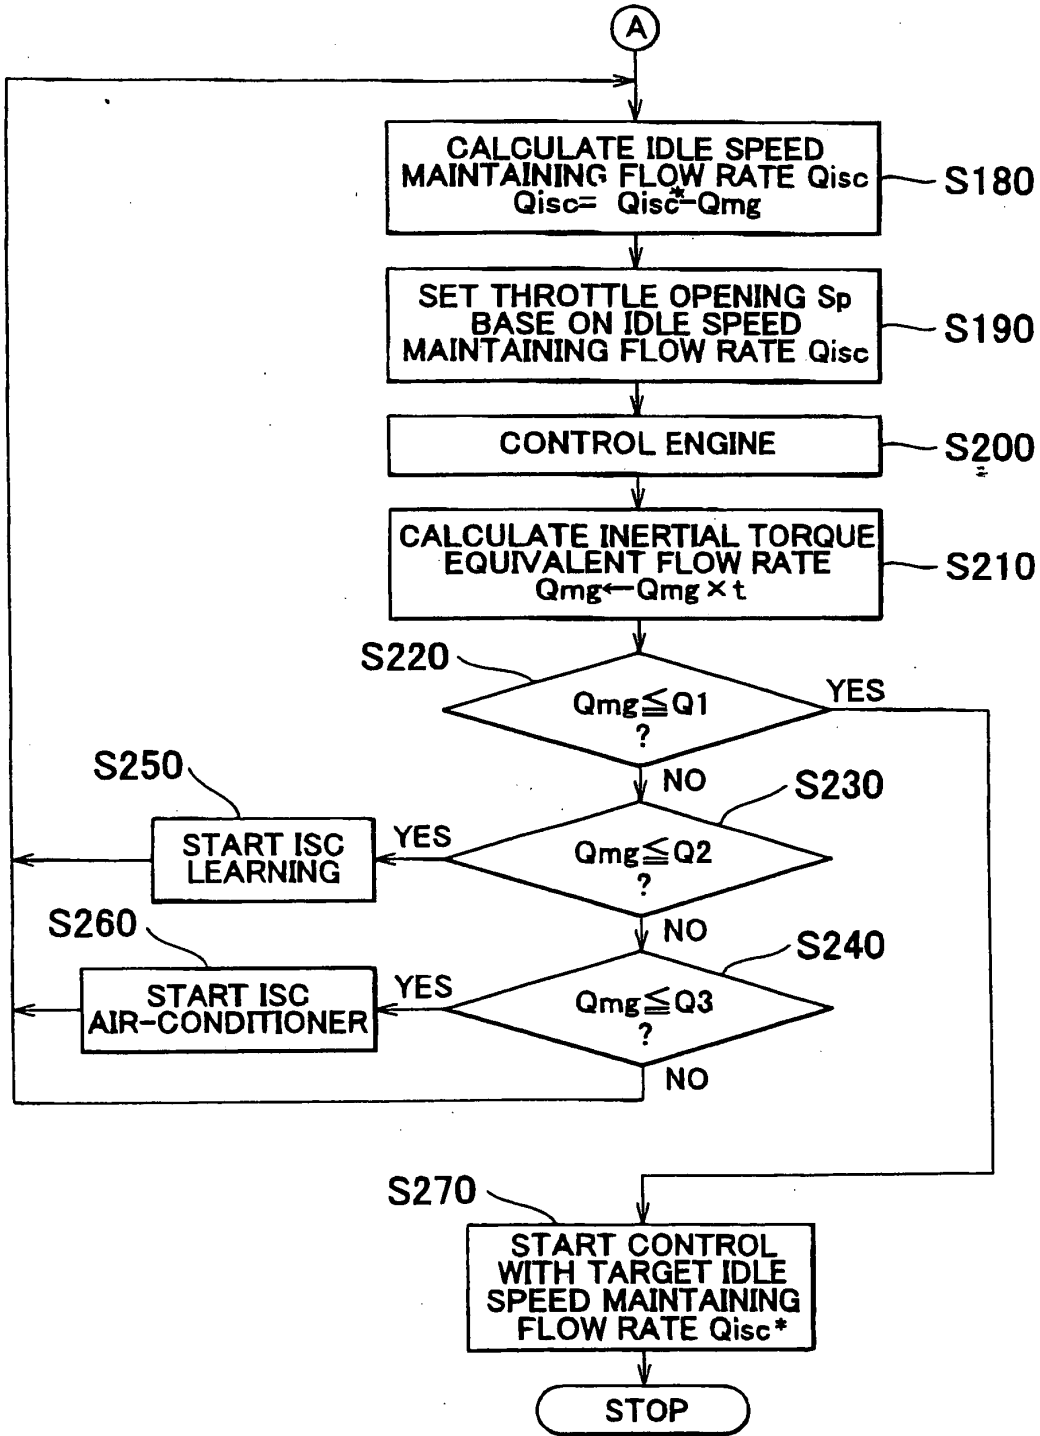 A
CALCULATE IDLE SPEED
MAINTAINING FLOW RATE Qisc
Qisc= Qisc*-Qmg
S180
SET THROTTLE OPENING Sp
BASE ON IDLE SPEED
MAINTAINING FLOW RATE Qisc
S190
CONTROL ENGINE
S200
CALCULATE INERTIAL TORQUE
EQUIVALENT FLOW RATE
Qmg←Qmg×t
S210
S220
Qmg≦Q1
?
YES
NO
S230
Qmg≦Q2
?
YES
S250
START ISC
LEARNING
NO
S240
Qmg≦Q3
?
YES
S260
START ISC
AIR-CONDITIONER
NO
S270
START CONTROL
WITH TARGET IDLE
SPEED MAINTAINING
FLOW RATE Qisc*
STOP